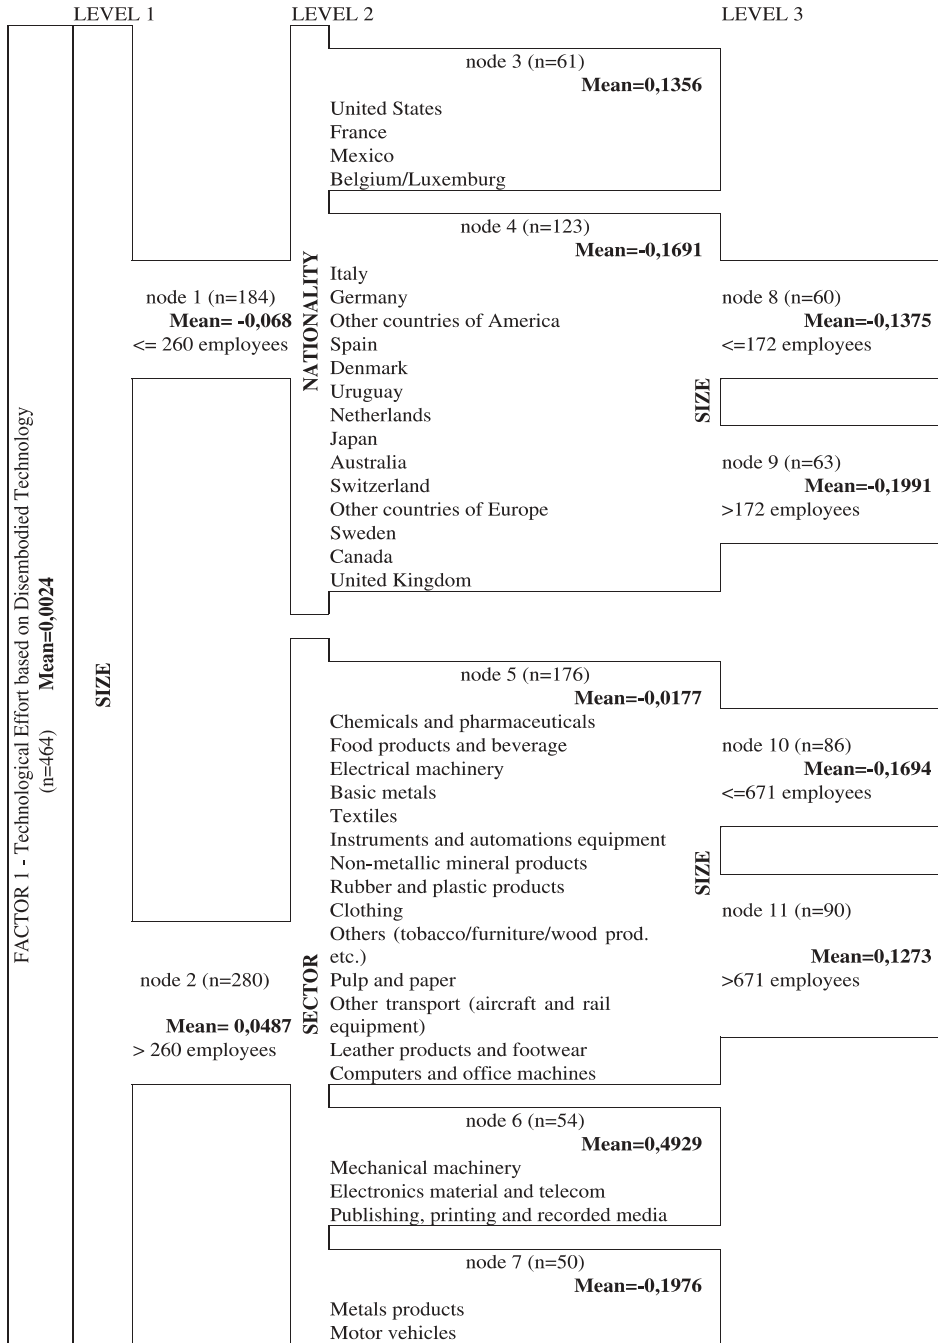 LEVEL 1
LEVEL 2
LEVEL 3
FACTOR 1 - Technological Effort based on Disembodied Technology
(n=464) Mean=0,0024
SIZE
node 1 (n=184)
Mean= -0,068
<= 260 employees
node 2 (n=280)
Mean= 0,0487
> 260 employees
NATIONALITY
node 3 (n=61)
Mean=0,1356
United States
France
Mexico
Belgium/Luxemburg
node 4 (n=123)
Mean=-0,1691
Italy
Germany
Other countries of America
Spain
Denmark
Uruguay
Netherlands
Japan
Australia
Switzerland
Other countries of Europe
Sweden
Canada
United Kingdom
SECTOR
node 5 (n=176)
Mean=-0,0177
Chemicals and pharmaceuticals
Food products and beverage
Electrical machinery
Basic metals
Textiles
Instruments and automations equipment
Non-metallic mineral products
Rubber and plastic products
Clothing
Others (tobacco/furniture/wood prod.
etc.)
Pulp and paper
Other transport (aircraft and rail
equipment)
Leather products and footwear
Computers and office machines
node 6 (n=54)
Mean=0,4929
Mechanical machinery
Electronics material and telecom
Publishing, printing and recorded media
node 7 (n=50)
Mean=-0,1976
Metals products
Motor vehicles
SIZE
node 8 (n=60)
Mean=-0,1375
<=172 employees
node 9 (n=63)
Mean=-0,1991
>172 employees
SIZE
node 10 (n=86)
Mean=-0,1694
<=671 employees
node 11 (n=90)
Mean=0,1273
>671 employees